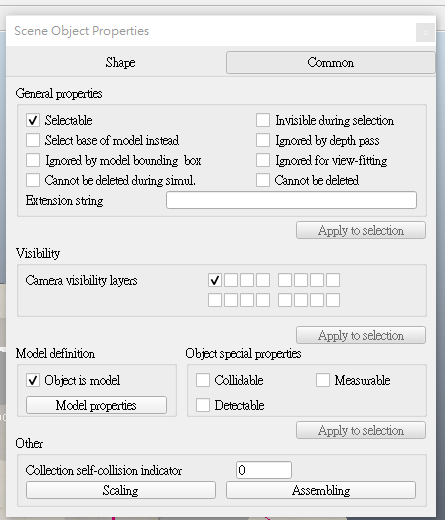 Scene Object Properties
x
Shape Common
General properties
Selectable Invisible during selection
Select base of model instead Ignored by depth pass
Ignored by model bounding box Ignored for view-fitting
Cannot be deleted during simul. Cannot be deleted
Extension string
Apply to selection
Visibility
Camera visibility layers
Apply to selection
Model definition Object special properties
Object is model Collidable Measurable
Model properties Detectable
Apply to selection
Other
Collection self-collision indicator 0
Scaling Assembling